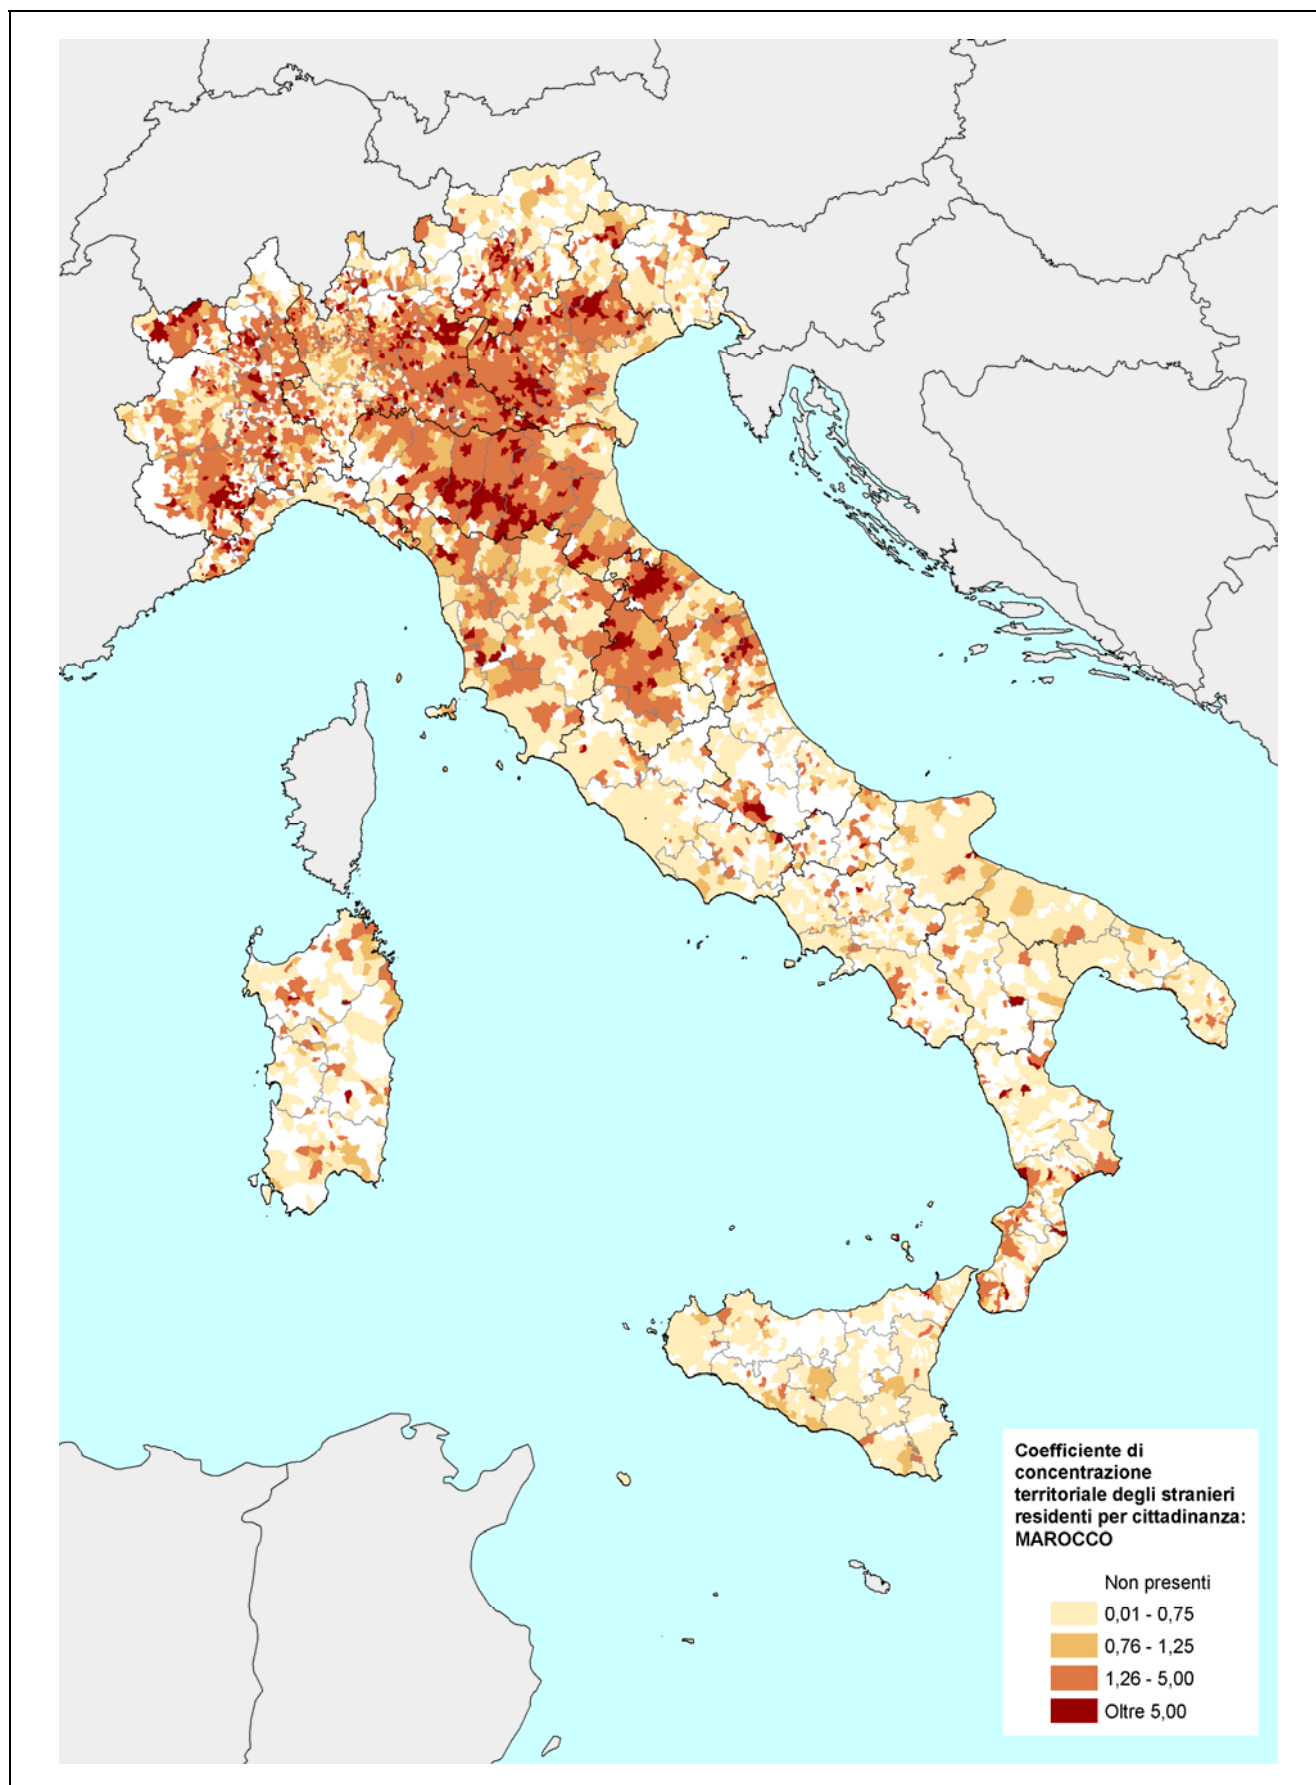 Coefficiente di
concentrazione
territoriale degli stranieri
residenti per cittadinanza:
MAROCCO
Non presenti
0,01 - 0,75
0,76 - 1,25
1,26 - 5,00
Oltre 5,00